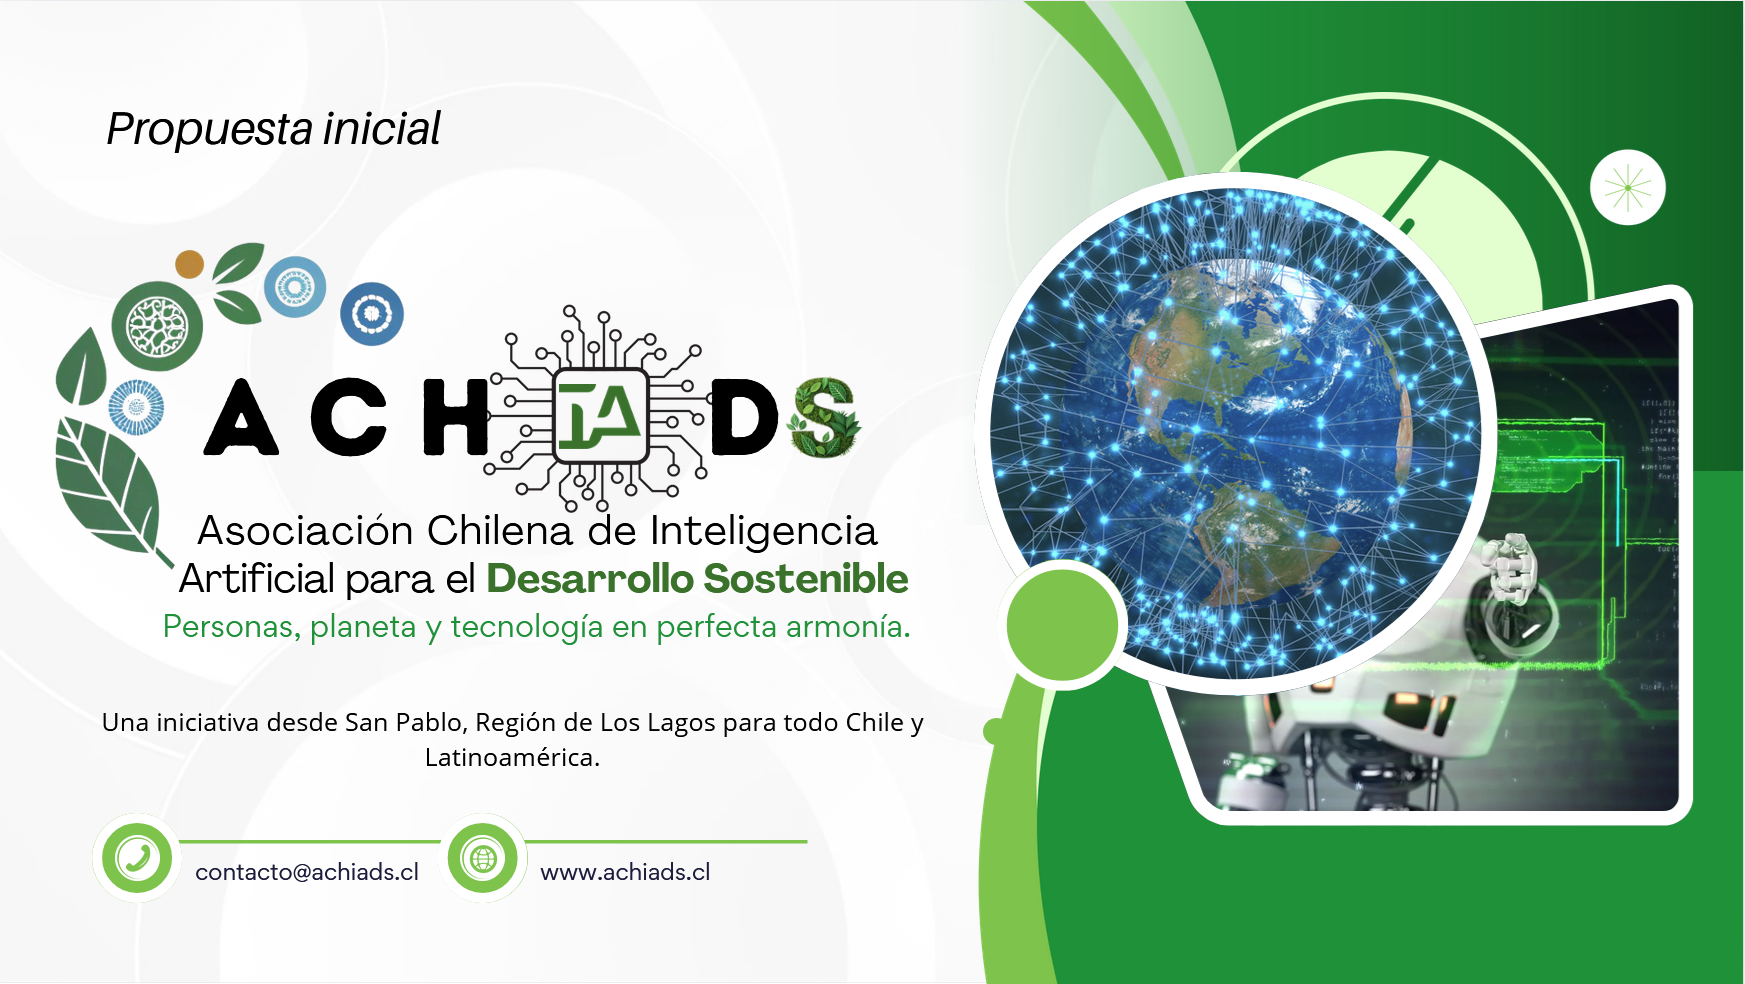 Propuesta inicial
ACHIADS
Asociación Chilena de Inteligencia
Artificial para el Desarrollo Sostenible
Personas, planeta y tecnología en perfecta armonía.
Una iniciativa desde San Pablo, Región de Los Lagos para todo Chile y
Latinoamérica.
contacto@achiads.cl
www.achiads.cl